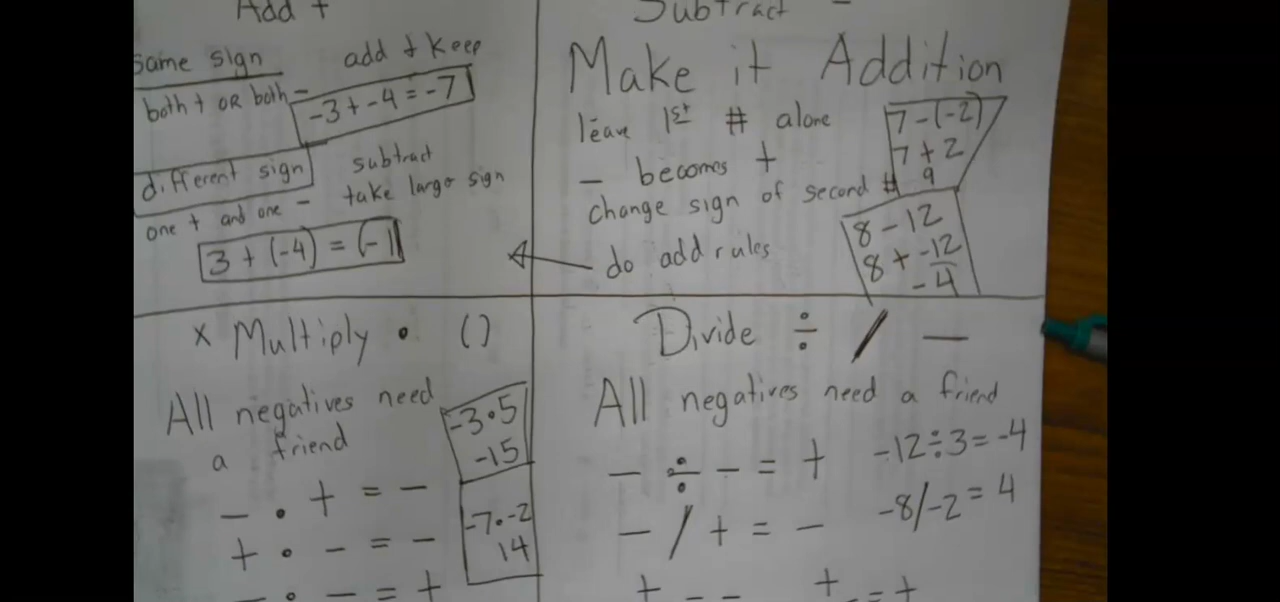 Add +
same sign
add + keep
both + OR both -
-3 + -4 = -7
different sign
subtract
take large sign
one + and one -
3 + (-4) = (-1
Subtract -
Make it Addition
leave 1st # alone
- becomes +
change sign of second #
do add rules
7 - (-2)
7 + 2
9
8 - 12
8 + -12
-4
x Multiply • ()
All negatives need
a friend
- • + = -
+ • - = -
- • - = +
-3•5
-15
-7•-2
14
Divide ÷ / —
All negatives need a friend
- ÷ - = +
- / + = -
-12÷3=-4
-8/-2 = 4